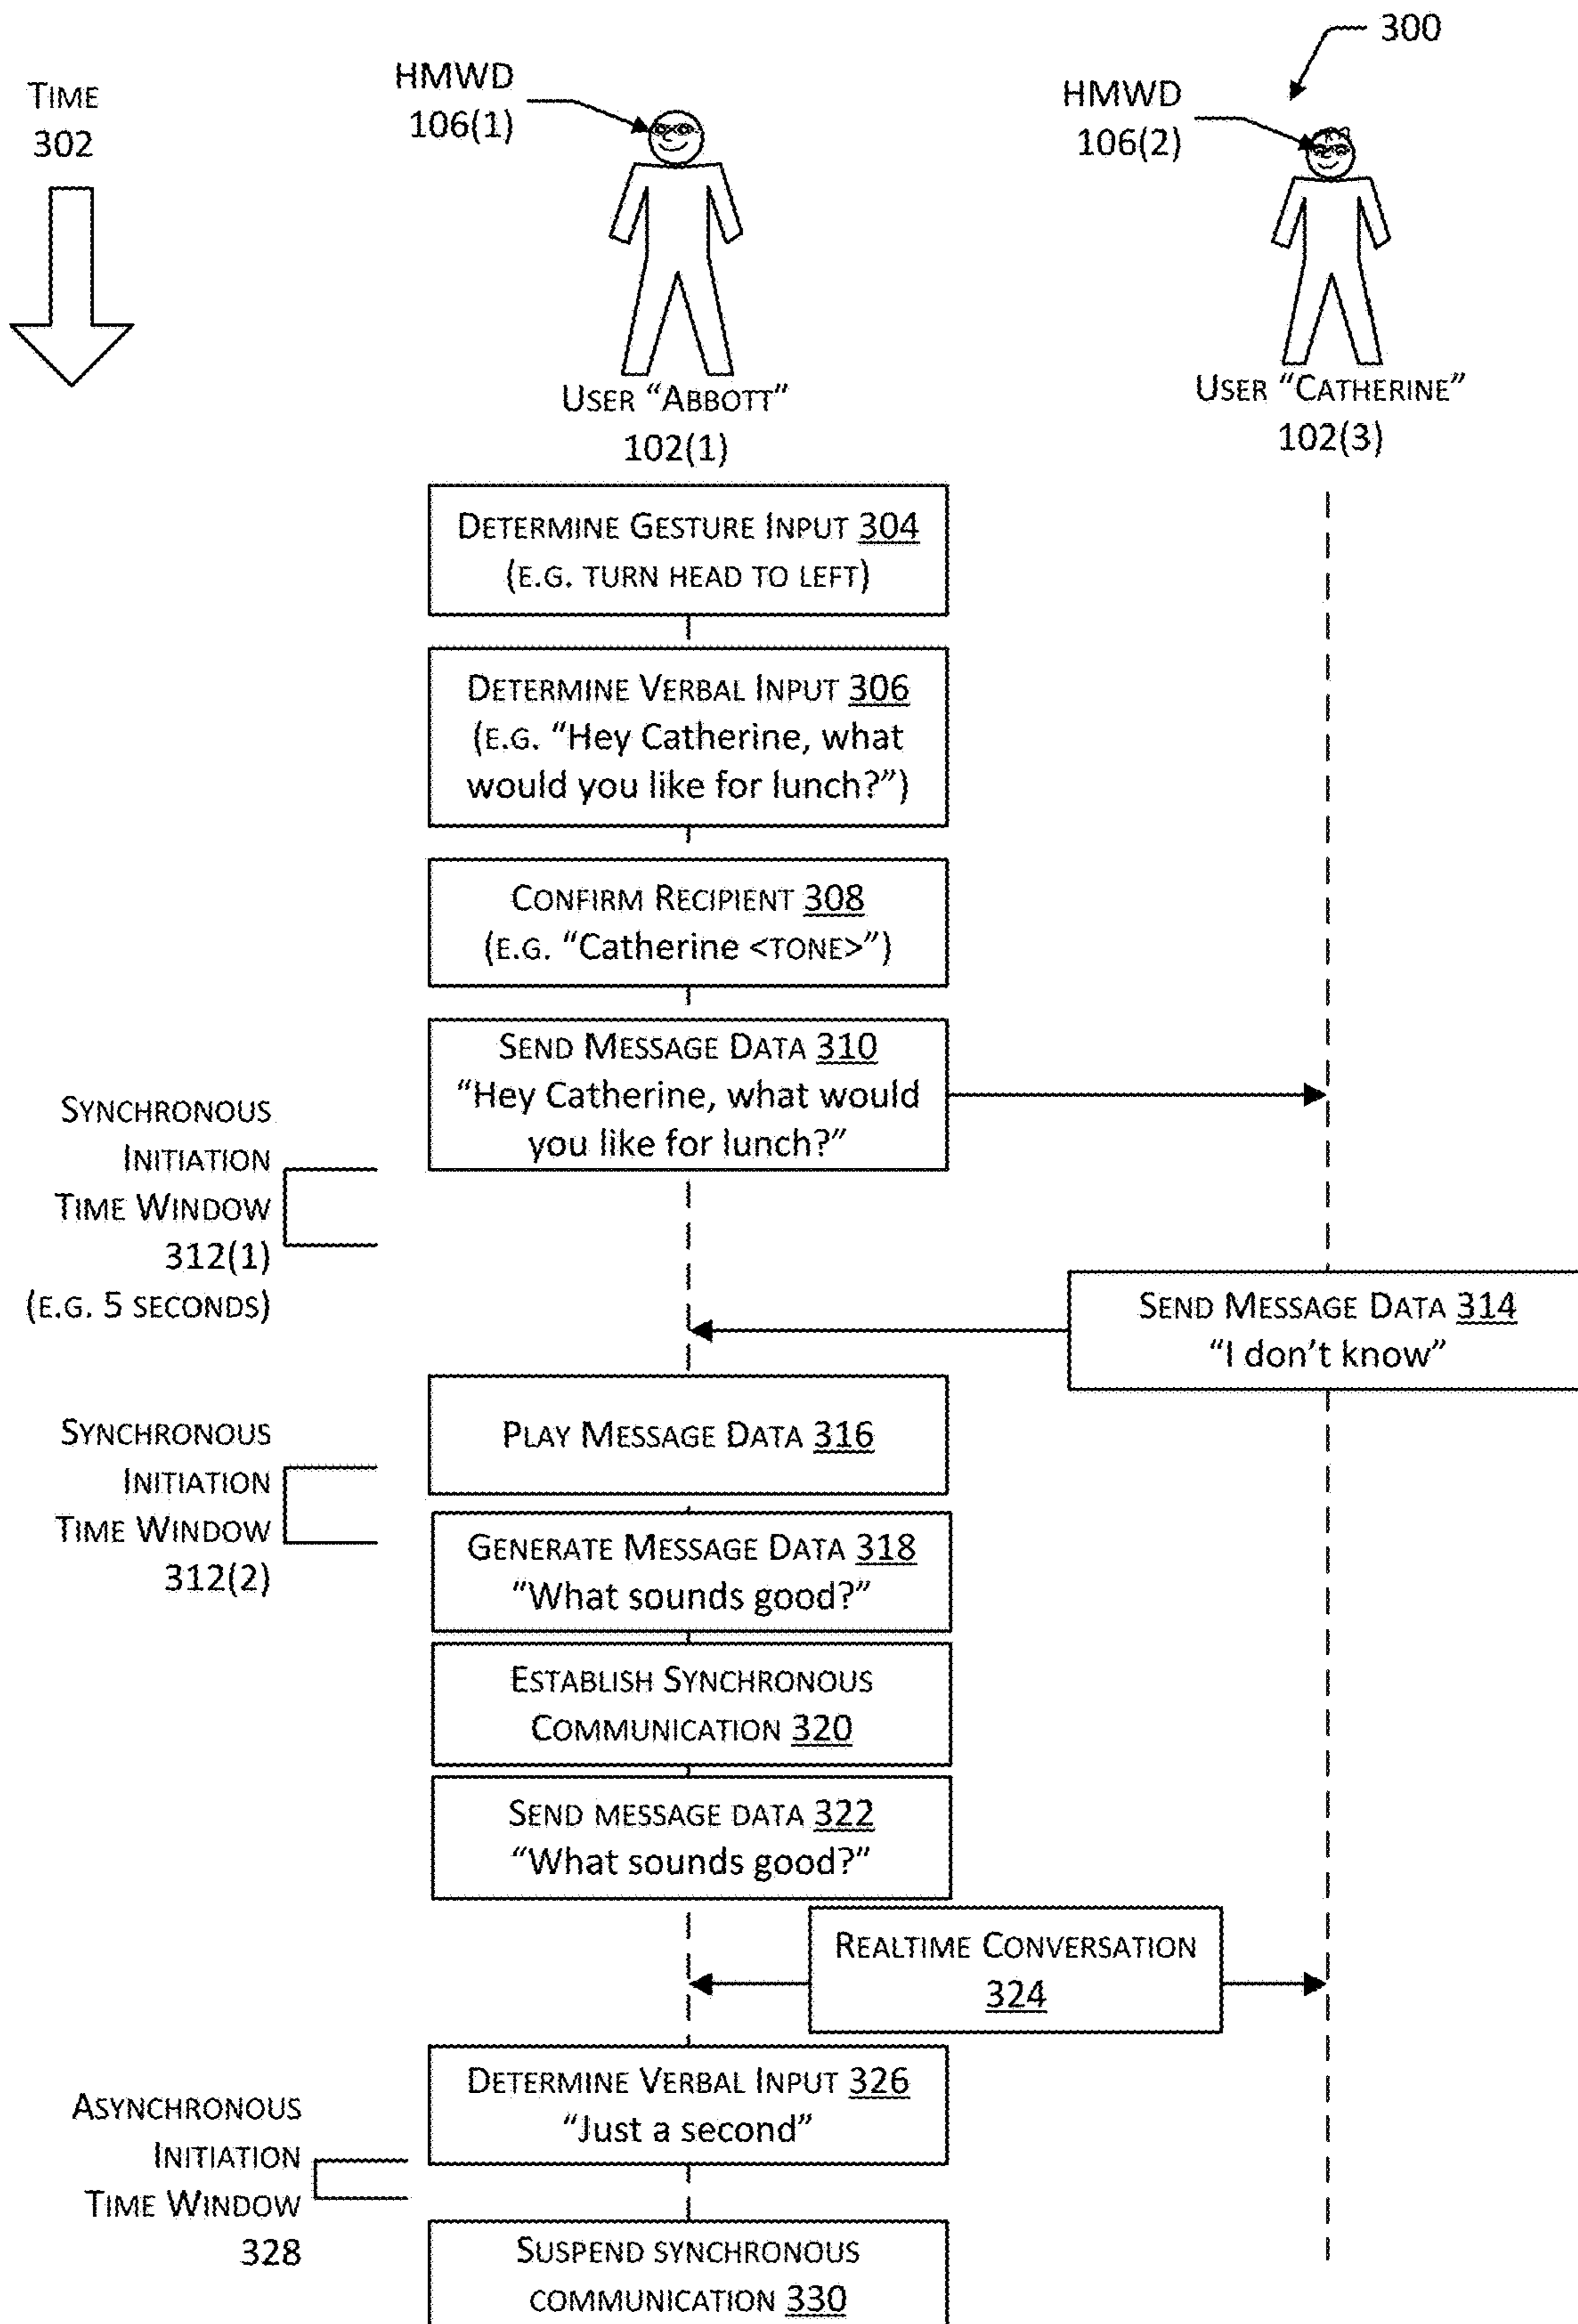 300
TIME
302
HMWD
106(1)
HMWD
106(2)
USER “ABBOTT”
102(1)
USER “CATHERINE”
102(3)
DETERMINE GESTURE INPUT 304
(E.G. TURN HEAD TO LEFT)
DETERMINE VERBAL INPUT 306
(E.G. “Hey Catherine, what
would you like for lunch?”)
CONFIRM RECIPIENT 308
(E.G. “Catherine <TONE>”)
SEND MESSAGE DATA 310
“Hey Catherine, what would
you like for lunch?”
SYNCHRONOUS
INITIATION
TIME WINDOW
312(1)
(E.G. 5 SECONDS)
SEND MESSAGE DATA 314
“I don’t know”
PLAY MESSAGE DATA 316
SYNCHRONOUS
INITIATION
TIME WINDOW
312(2)
GENERATE MESSAGE DATA 318
“What sounds good?”
ESTABLISH SYNCHRONOUS
COMMUNICATION 320
SEND MESSAGE DATA 322
“What sounds good?”
REALTIME CONVERSATION
324
DETERMINE VERBAL INPUT 326
“Just a second”
ASYNCHRONOUS
INITIATION
TIME WINDOW
328
SUSPEND SYNCHRONOUS
COMMUNICATION 330